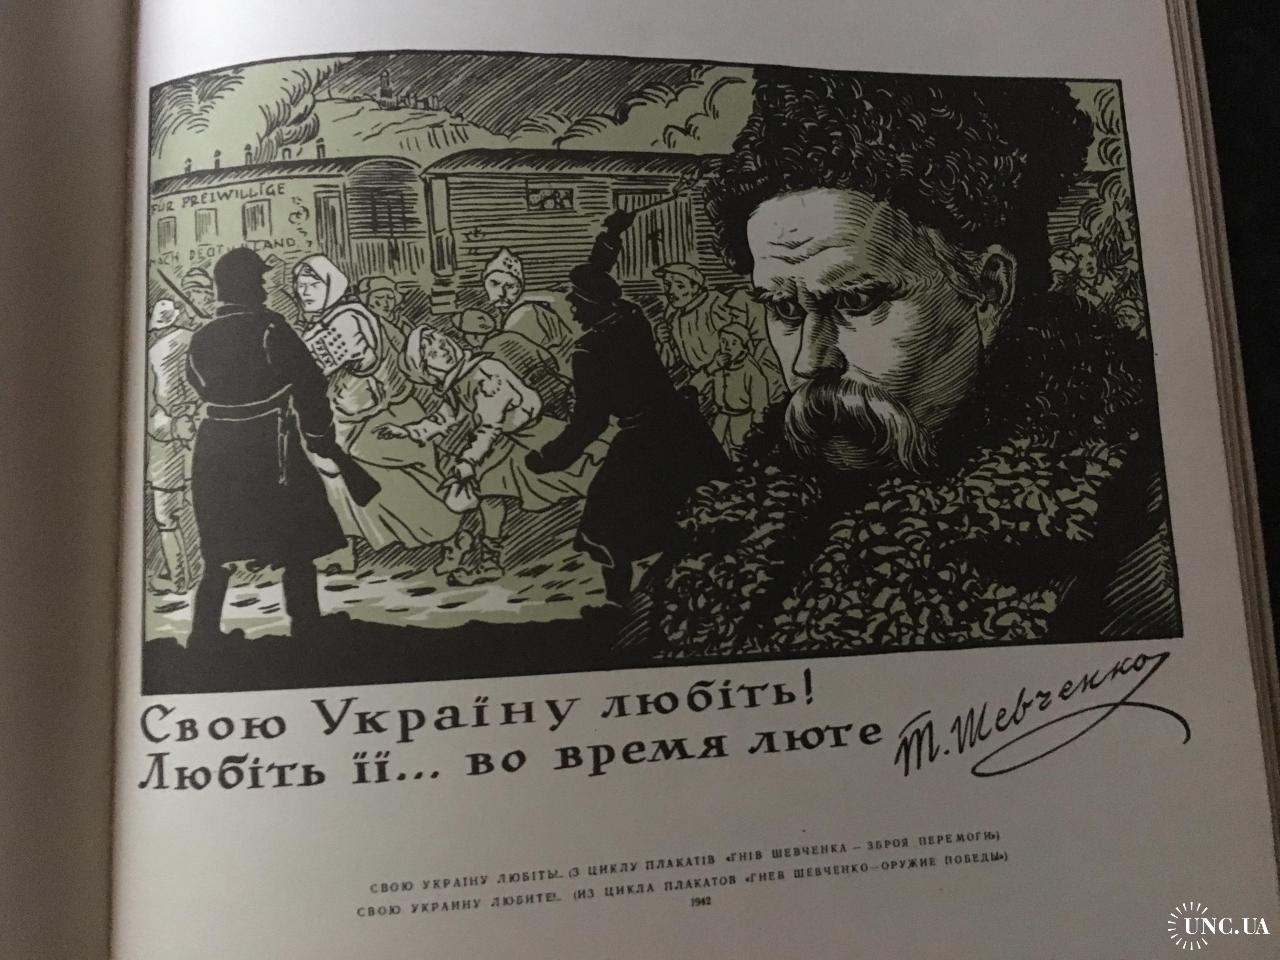 FÜR FREIWILLIGE
NACH DEUTSCHLAND
Свою Україну любіть!
Любіть її... во время люте
Т. Шевченко
СВОЮ УКРАЇНУ ЛЮБІТЬ!.. (З ЦИКЛУ ПЛАКАТІВ «ГНІВ ШЕВЧЕНКА — ЗБРОЯ ПЕРЕМОГИ»)
СВОЮ УКРАИНУ ЛЮБИТЕ!.. (ИЗ ЦИКЛА ПЛАКАТОВ «ГНЕВ ШЕВЧЕНКО—ОРУЖИЕ ПОБЕДЫ»)
1942
UNC.UA